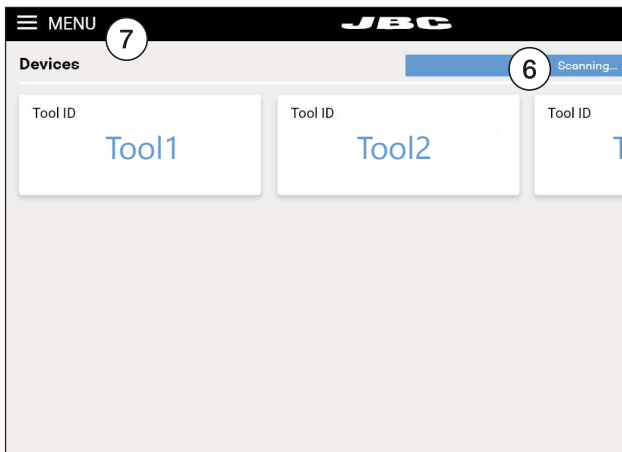 MENU
7
JBC
Devices
6
Scanning...
Tool ID
Tool1
Tool ID
Tool2
Tool ID